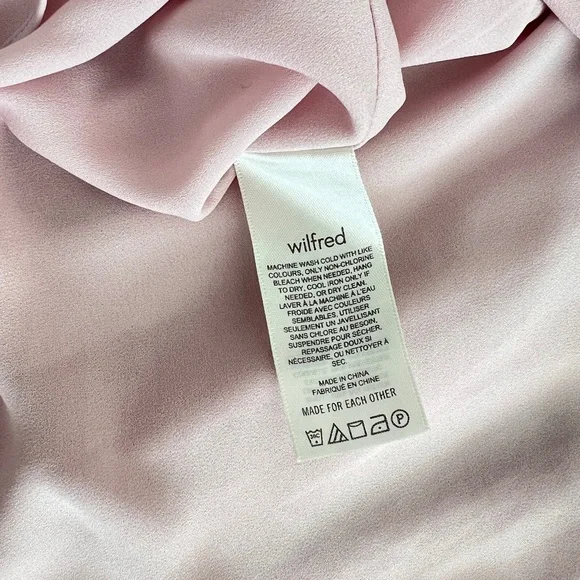 wilfred
MACHINE WASH COLD WITH LIKE
COLOURS, ONLY NON-CHLORINE
BLEACH WHEN NEEDED, HANG
TO DRY, COOL IRON ONLY IF
NEEDED, OR DRY CLEAN.
LAVER À LA MACHINE À L'EAU
FROIDE AVEC COULEURS
SEMBLABLES, UTILISER
SEULEMENT UN JAVELLISANT
SANS CHLORE AU BESOIN,
SUSPENDRE POUR SÉCHER,
REPASSAGE DOUX SI
NÉCESSAIRE, OU NETTOYER À
SEC.
MADE IN CHINA
FABRIQUÉ EN CHINE
MADE FOR EACH OTHER
30C P